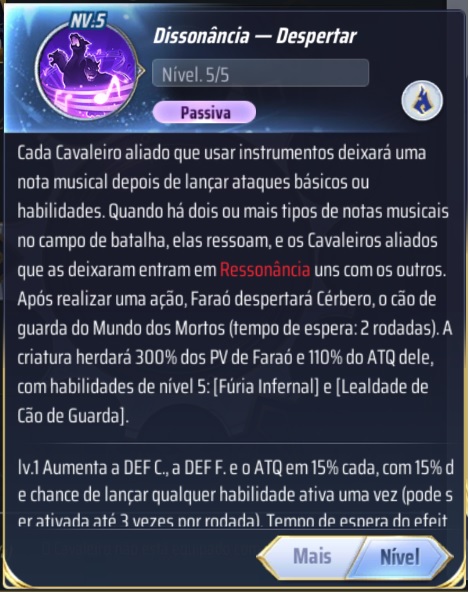 NV.5
Dissonância — Despertar
Nível. 5/5
Passiva
Cada Cavaleiro aliado que usar instrumentos deixará uma
nota musical depois de lançar ataques básicos ou
habilidades. Quando há dois ou mais tipos de notas musicais
no campo de batalha, elas ressoam, e os Cavaleiros aliados
que as deixaram entram em Ressonância uns com os outros.
Após realizar uma ação, Faraó despertará Cérbero, o cão de
guarda do Mundo dos Mortos (tempo de espera: 2 rodadas). A
criatura herdará 300% dos PV de Faraó e 110% do ATQ dele,
com habilidades de nível 5: [Fúria Infernal] e [Lealdade de
Cão de Guarda].
lv.1 Aumenta a DEF C., a DEF F. e o ATQ em 15% cada, com 15% d
e chance de lançar qualquer habilidade ativa uma vez (pode s
er ativada até 3 vezes por rodada). Tempo de espera do efeit
Mais
Nível